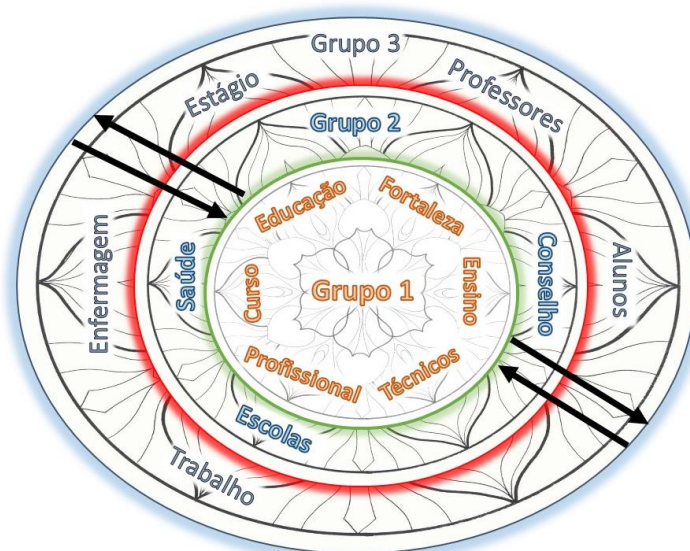 Grupo 3
Estágio
Professores
Enfermagem
Alunos
Trabalho
Grupo 2
Saúde
Conselho
Escolas
Educação
Fortaleza
Curso
Grupo 1
Ensino
Profissional
Técnicos